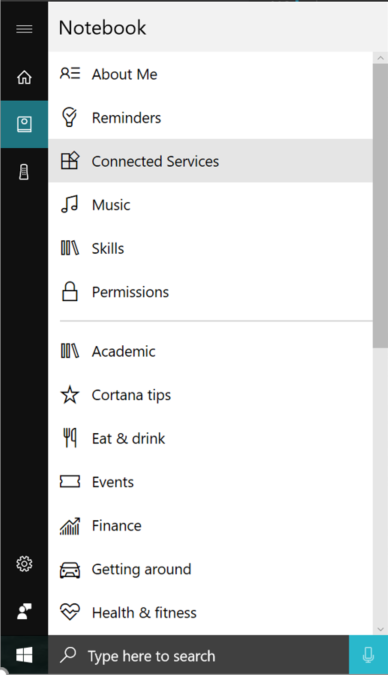 Notebook
About Me
Reminders
Connected Services
Music
Skills
Permissions
Academic
Cortana tips
Eat & drink
Events
Finance
Getting around
Health & fitness
Type here to search